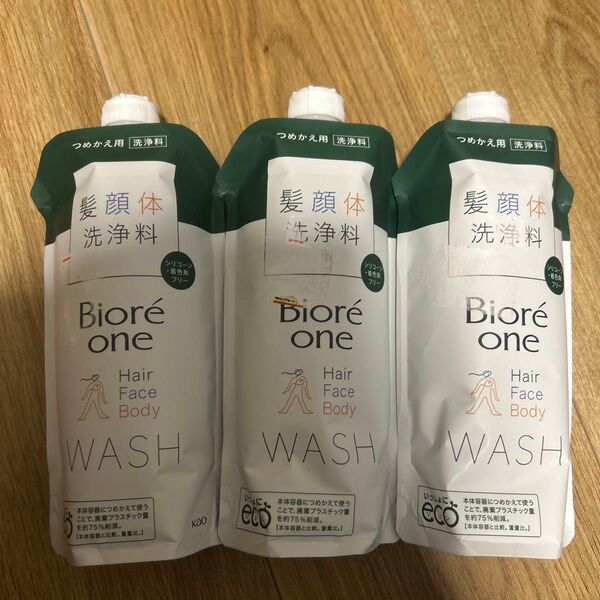 つめかえ用 洗浄料
髪顔体
洗浄料
シリコーン
・着色剤
フリー
Bioré
one
Hair
Face
Body
WASH
本体容器につめかえて使う
ことで、廃棄プラスチック量
を約75%削減。
(本体容器と比較。重量比。)
kao
つめかえ用 洗浄料
髪顔体
洗浄料
Bioré
one
Hair
Face
Body
WASH
いっしょに
eco
本体容器につめかえて使う
ことで、廃棄プラスチック量
を約75%削減。
(本体容器と比較。重量比。)
つめかえ用 洗浄料
髪顔体
洗浄料
シリコーン
・着色剤
フリー
Bioré
one
Hair
Face
Body
WASH
いっしょに
eco
本体容器につめかえて使う
ことで、廃棄プラスチック量
を約75%削減。
(本体容器と比較。重量比。)